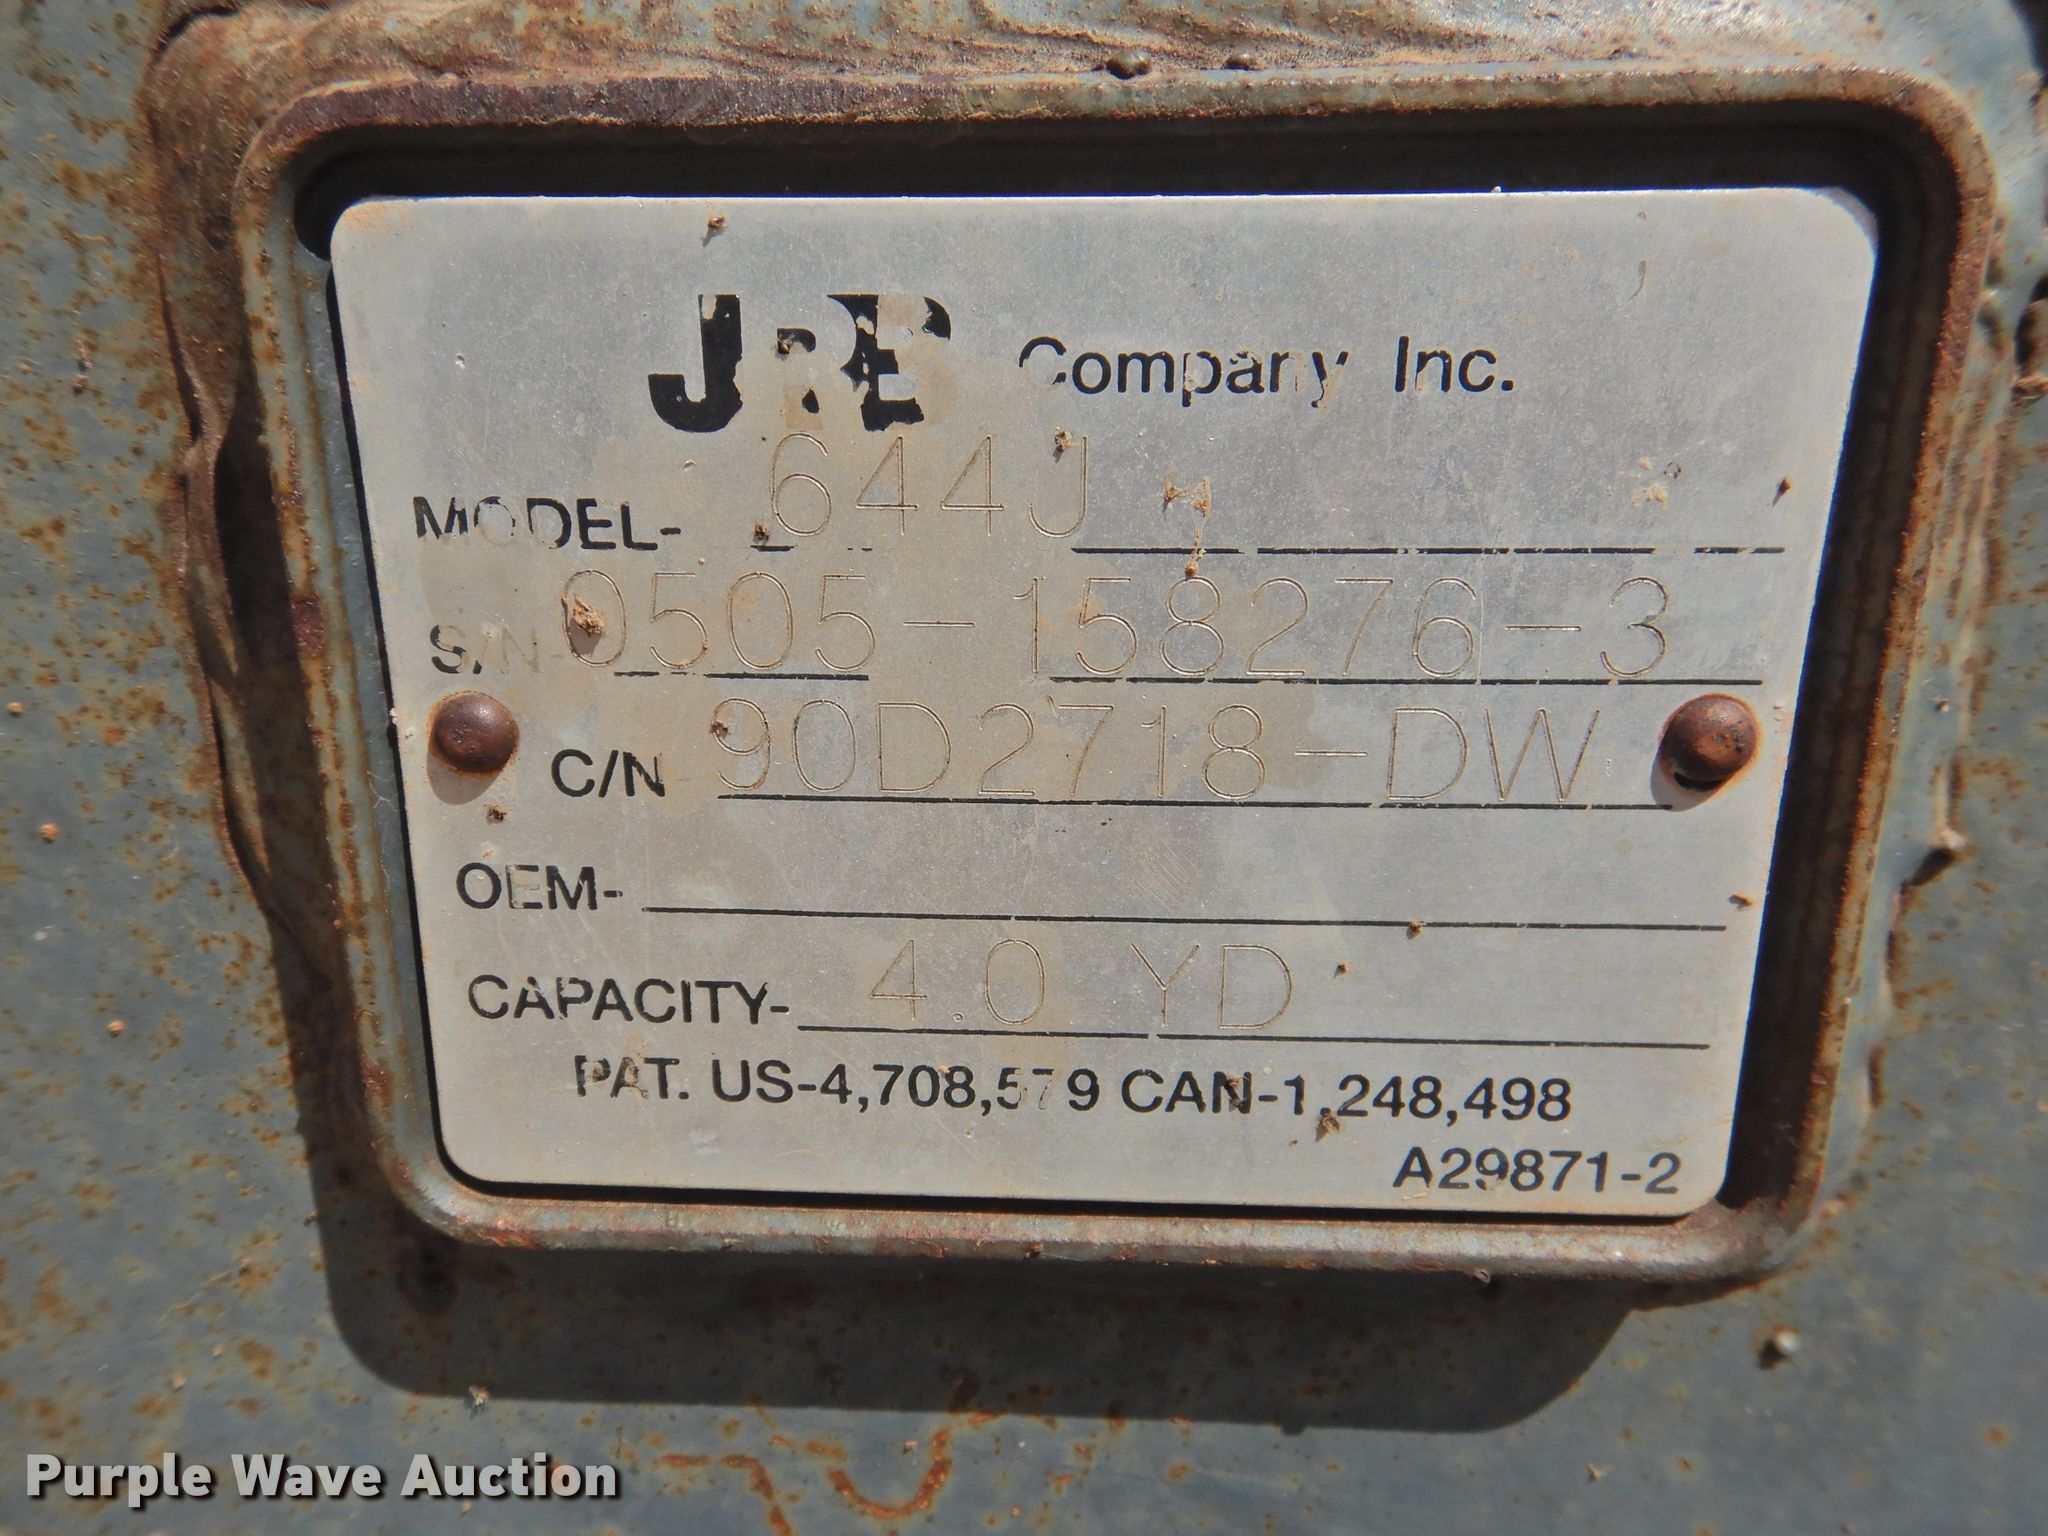 JRB Company Inc.
MODEL- 644J
S/N- 0505-158276-3
C/N 90D2718-DW
OEM-
CAPACITY- 4.0 YD
PAT. US-4,708,579 CAN-1,248,498
A29871-2
Purple Wave Auction